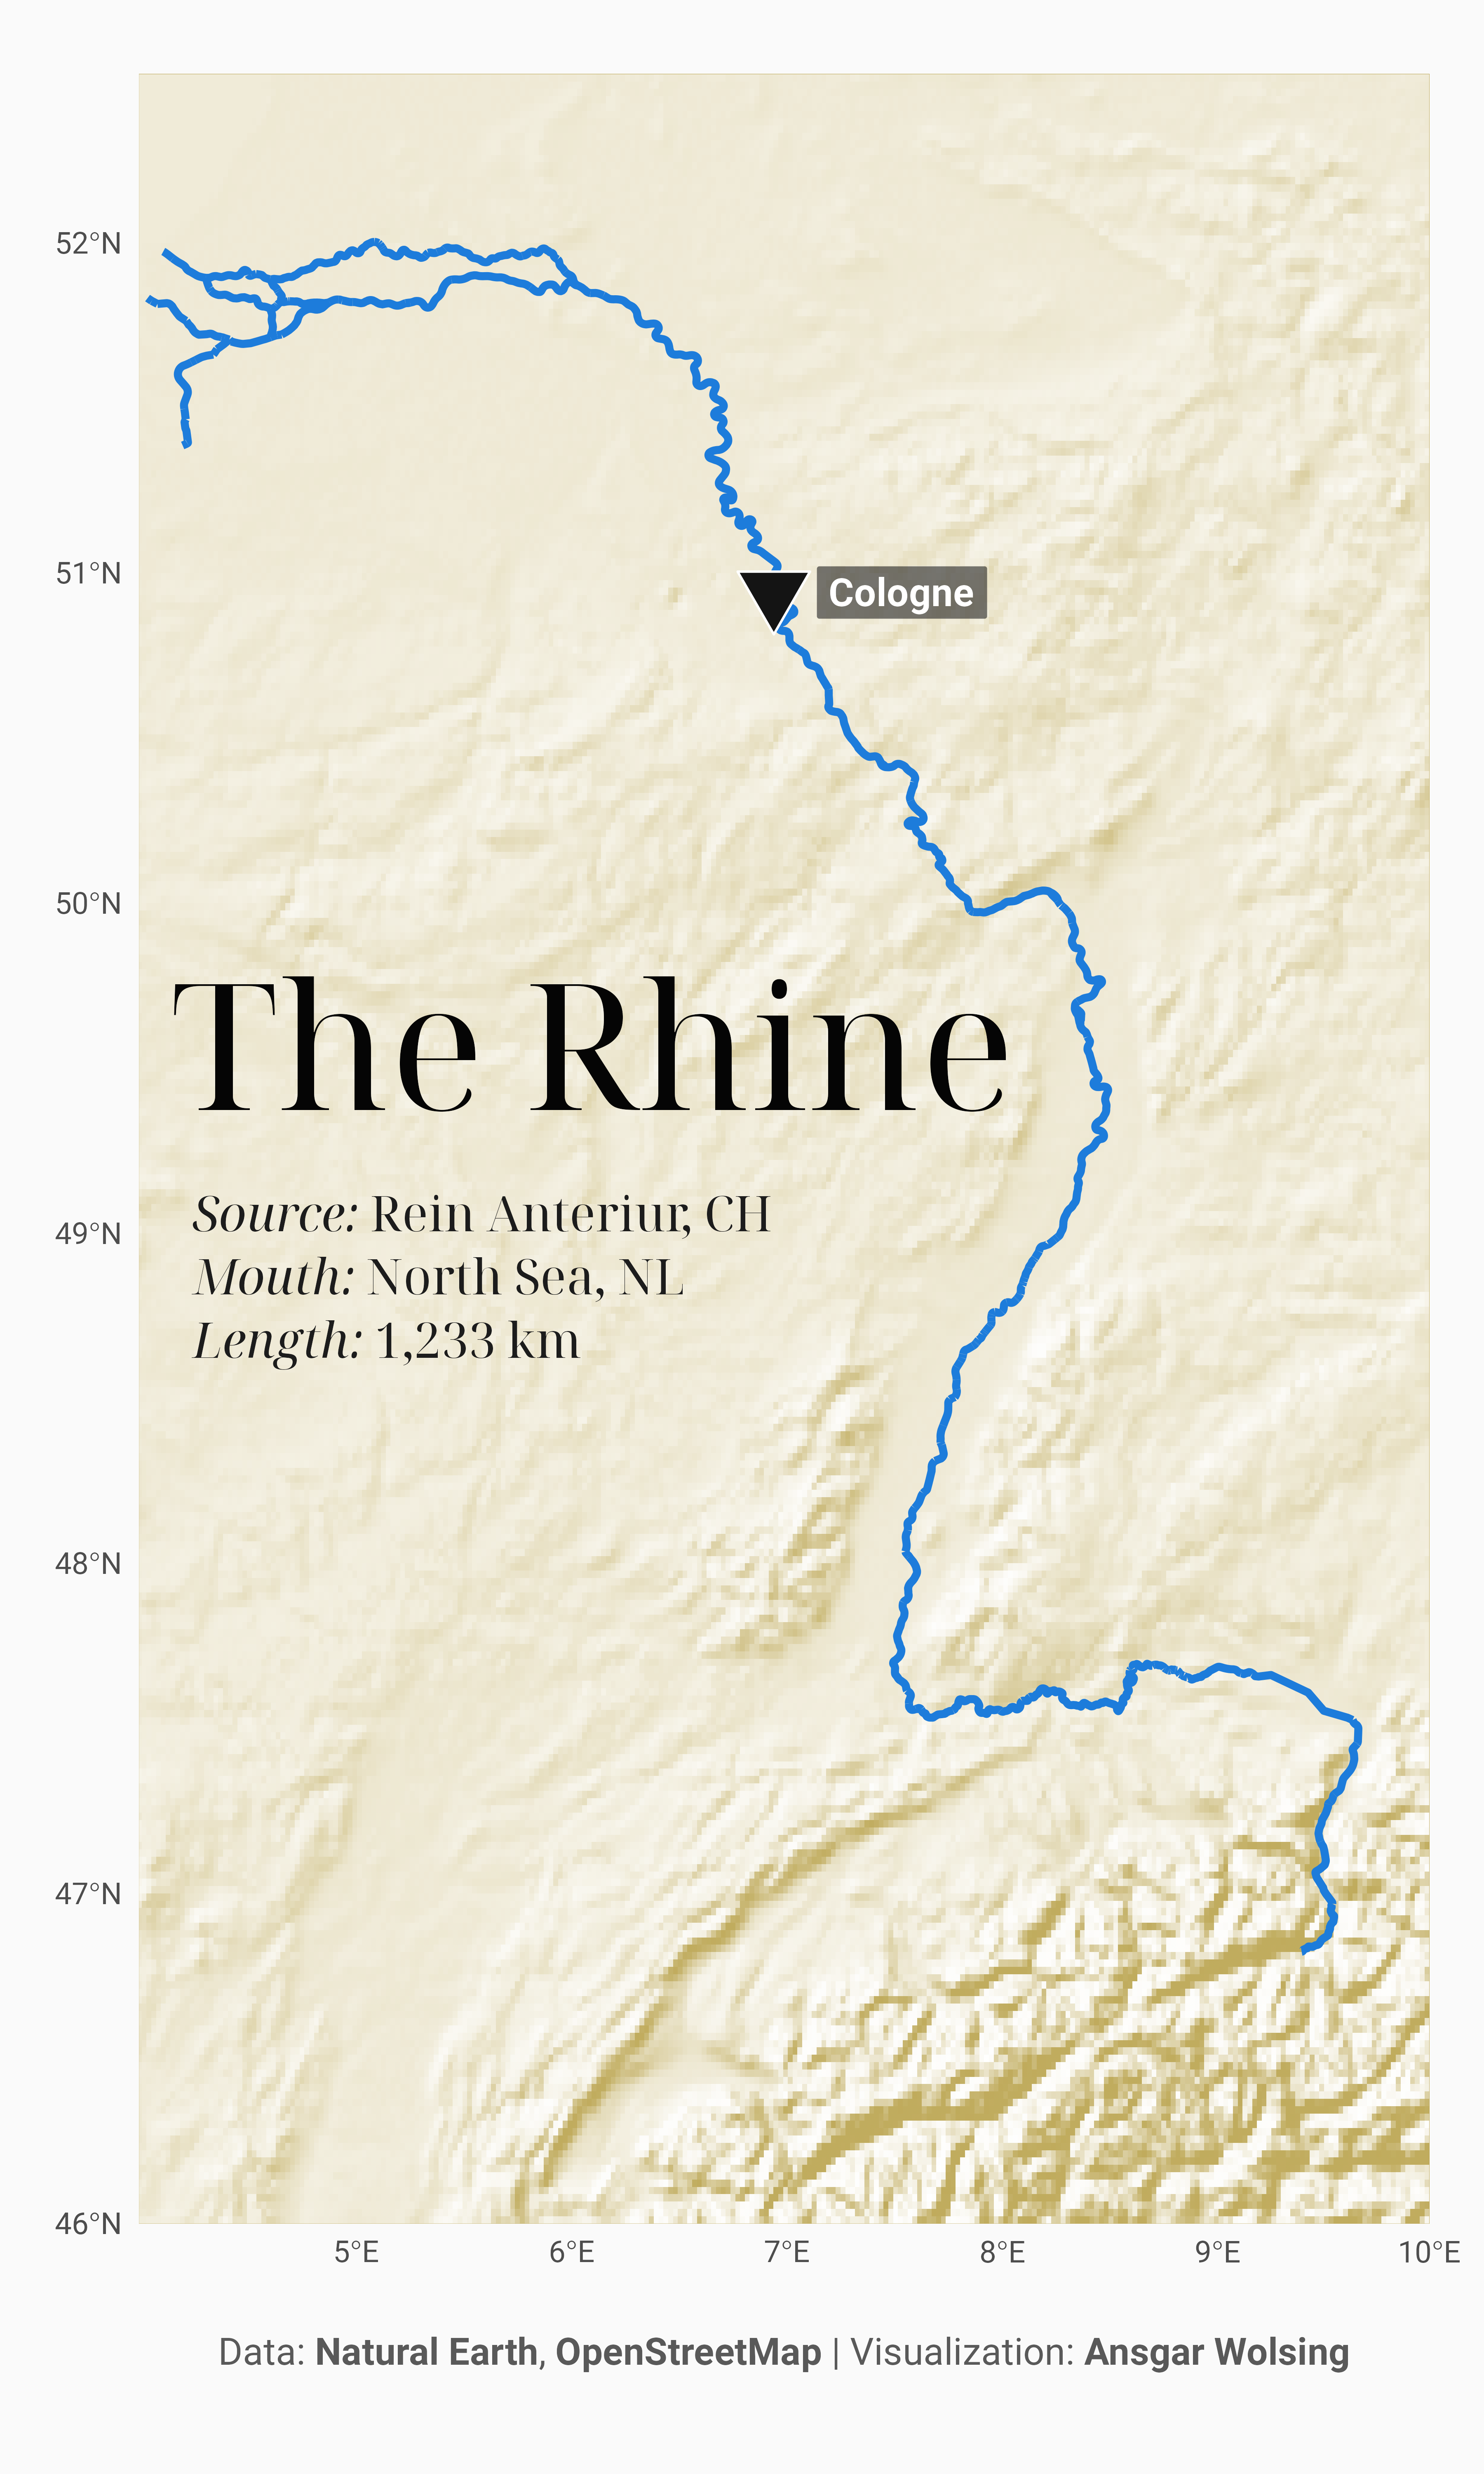 52°N
51°N
Cologne
50°N
The Rhine
Source: Rein Anteriur, CH
49°N
Mouth: North Sea, NL
Length: 1,233 km
48°N
47°N
46°N
5°E 6°E 7°E 8°E 9°E 10°E
Data: Natural Earth, OpenStreetMap | Visualization: Ansgar Wolsing